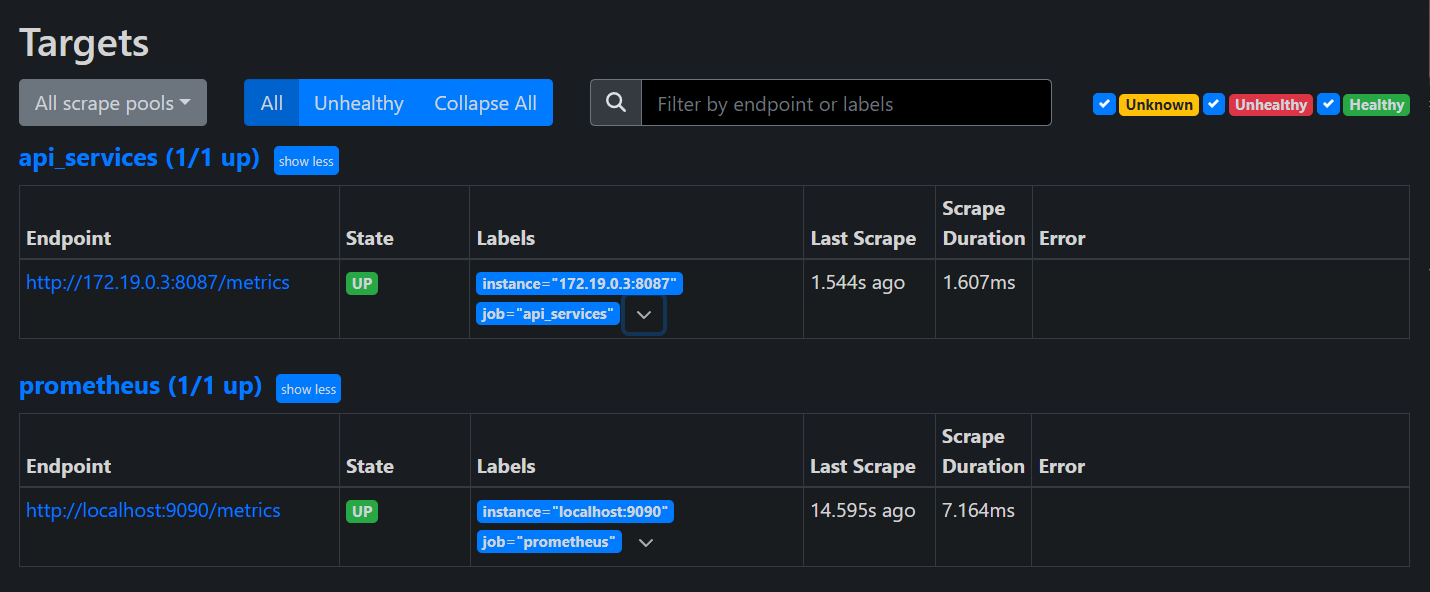 Targets
All scrape pools All Unhealthy Collapse All Filter by endpoint or labels Unknown Unhealthy Healthy
api_services (1/1 up) show less
Endpoint State Labels Last Scrape Scrape Duration Error
http://172.19.0.3:8087/metrics UP instance="172.19.0.3:8087" 1.544s ago 1.607ms
job="api_services"
prometheus (1/1 up) show less
Endpoint State Labels Last Scrape Scrape Duration Error
http://localhost:9090/metrics UP instance="localhost:9090" 14.595s ago 7.164ms
job="prometheus"